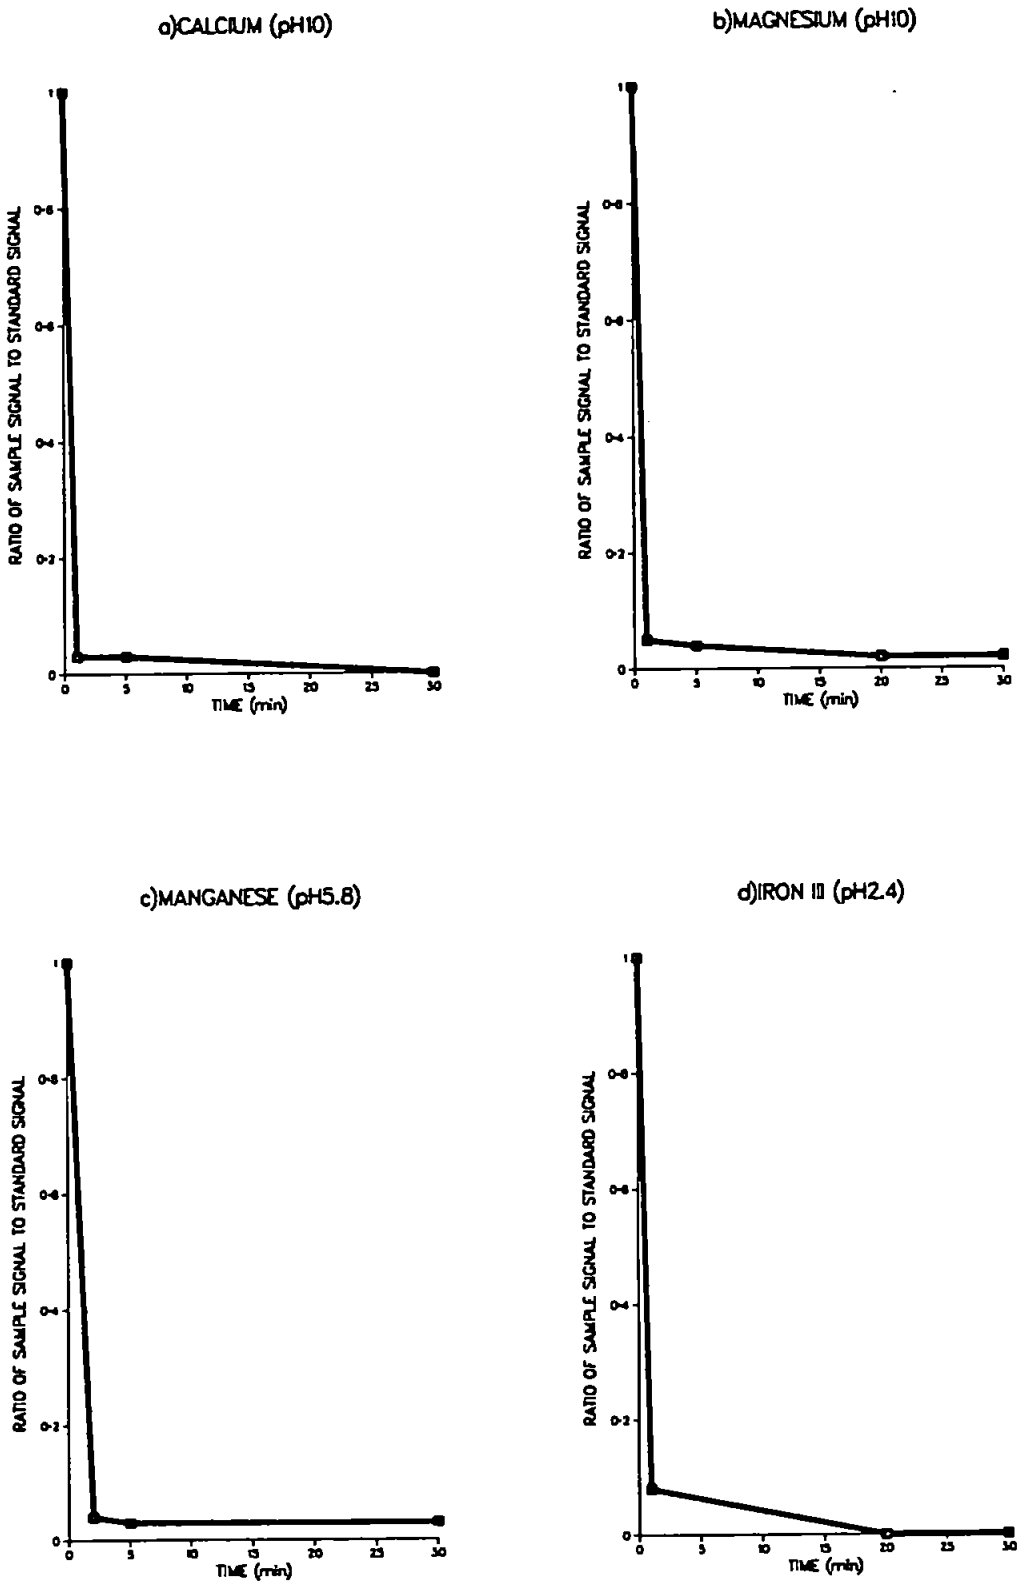 a)CALCIUM (pH10)
RATIO OF SAMPLE SIGNAL TO STANDARD SIGNAL
1
0·8
0·6
0·4
0·2
0
0 5 10 15 20 25 30
TIME (min)
b)MAGNESIUM (pH10)
RATIO OF SAMPLE SIGNAL TO STANDARD SIGNAL
1
0·8
0·6
0·4
0·2
0
0 5 10 15 20 25 30
TIME (min)
c)MANGANESE (pH5.8)
RATIO OF SAMPLE SIGNAL TO STANDARD SIGNAL
1
0·8
0·6
0·4
0·2
0
0 5 10 15 20 25 30
TIME (min)
d)IRON III (pH2.4)
RATIO OF SAMPLE SIGNAL TO STANDARD SIGNAL
1
0·8
0·6
0·4
0·2
0
0 5 10 15 20 25 30
TIME (min)